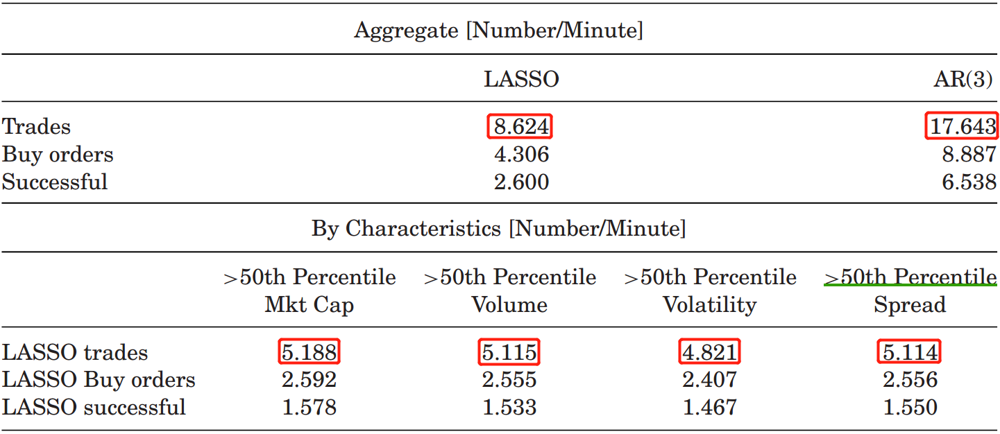 Aggregate [Number/Minute]
LASSO AR(3)
Trades 8.624 17.643
Buy orders 4.306 8.887
Successful 2.600 6.538
By Characteristics [Number/Minute]
>50th Percentile >50th Percentile >50th Percentile >50th Percentile
Mkt Cap Volume Volatility Spread
LASSO trades 5.188 5.115 4.821 5.114
LASSO Buy orders 2.592 2.555 2.407 2.556
LASSO successful 1.578 1.533 1.467 1.550